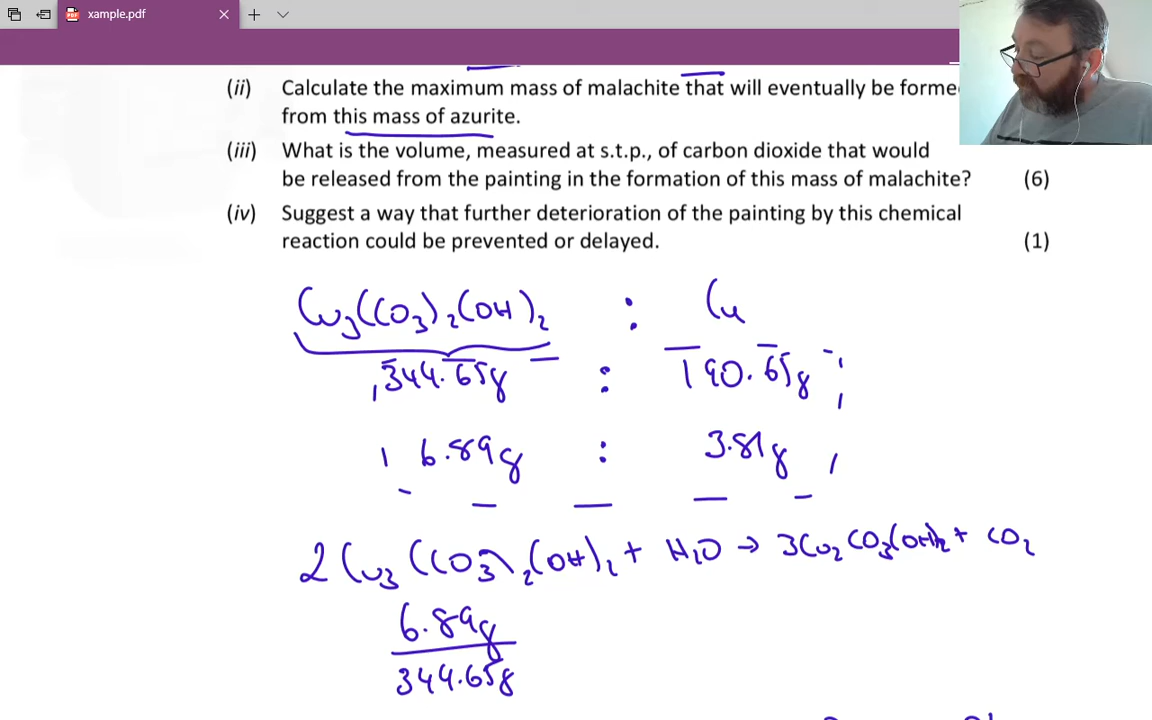 xample.pdf
(ii) Calculate the maximum mass of malachite that will eventually be forme
from this mass of azurite.
(iii) What is the volume, measured at s.t.p., of carbon dioxide that would
be released from the painting in the formation of this mass of malachite? (6)
(iv) Suggest a way that further deterioration of the painting by this chemical
reaction could be prevented or delayed. (1)
Cu₃(CO₃)₂(OH)₂ : Cu
344.65g : 190.65g
6.89g : 3.81g
2Cu₃(CO₃)₂(OH)₂ + H₂O → 3Cu₂CO₃(OH)₂ + CO₂
6.89g
344.65g